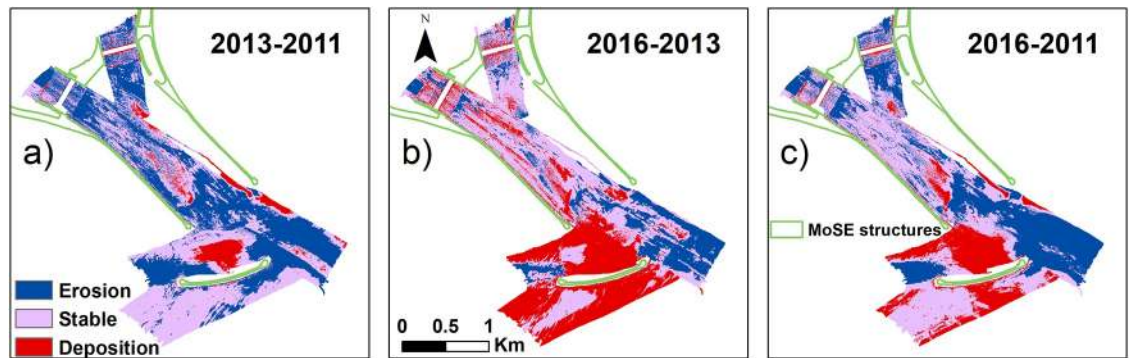 2013-2011
a)
Erosion
Stable
Deposition
N
2016-2013
b)
0 0.5 1
Km
2016-2011
c)
MoSE structures